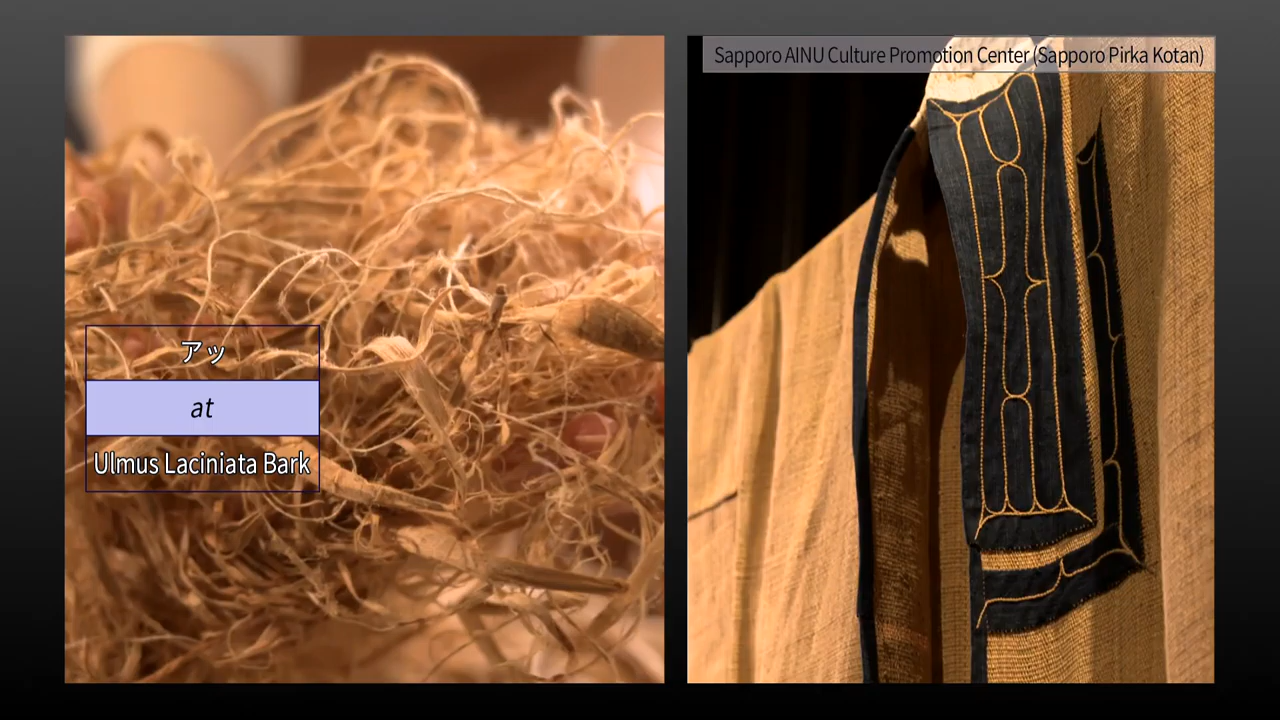 アッ
at
Ulmus Laciniata Bark
Sapporo AINU Culture Promotion Center (Sapporo Pirka Kotan)